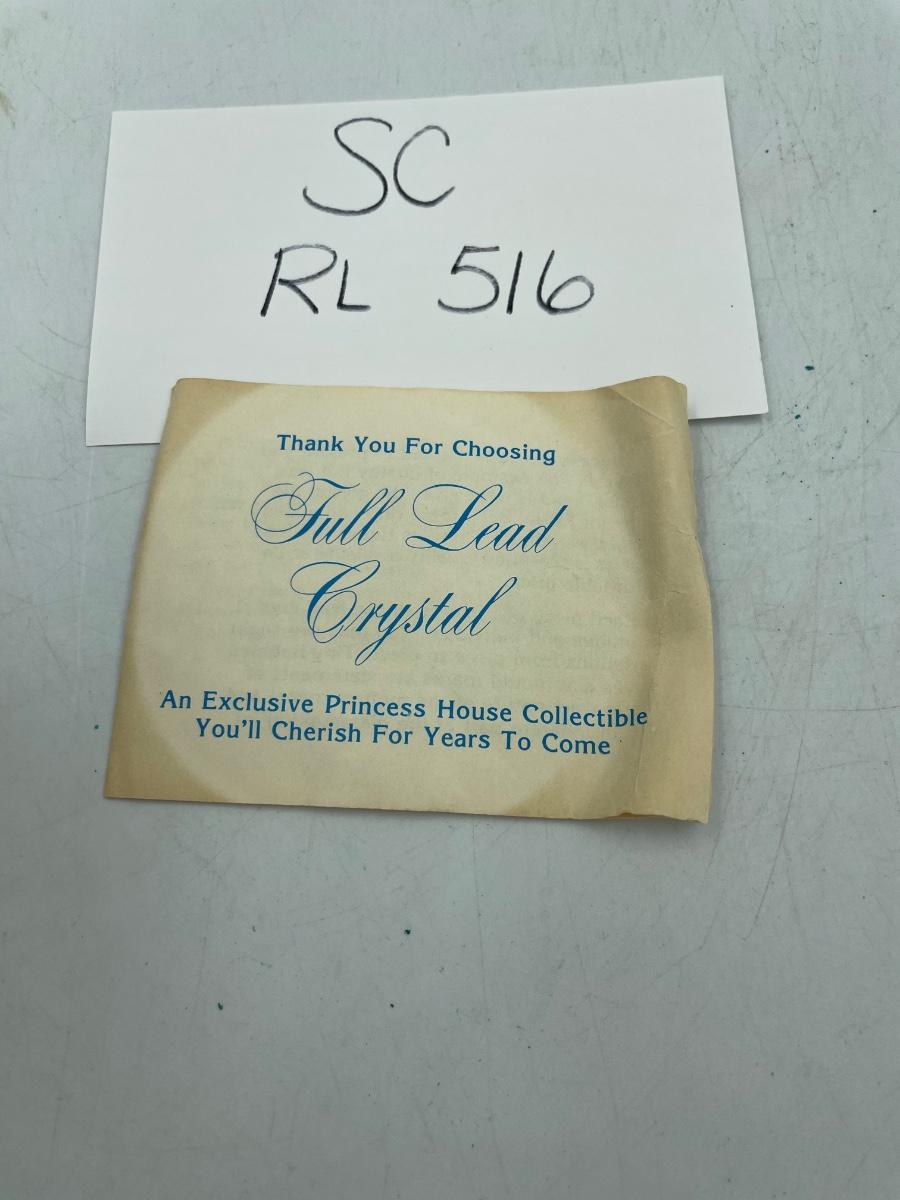 SC
RL 516
Thank You For Choosing
Full Lead
Crystal
An Exclusive Princess House Collectible
You'll Cherish For Years To Come